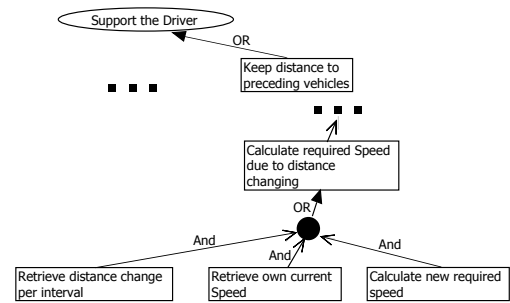 Support the Driver
OR
Keep distance to
preceding vehicles
Calculate required Speed
due to distance
changing
OR
And
And
And
Retrieve distance change
per interval
Retrieve own current
Speed
Calculate new required
speed